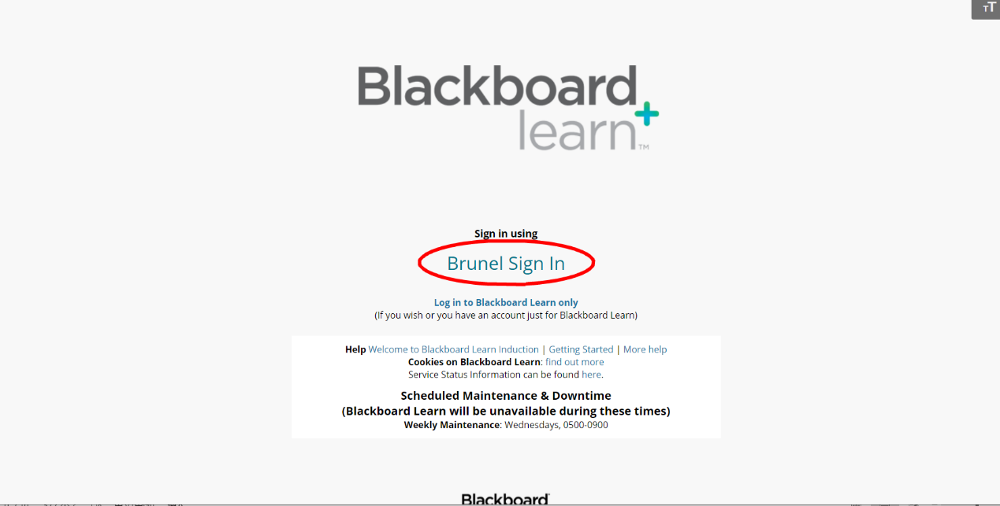 TT
Blackboard
learn™
Sign in using
Brunel Sign In
Log in to Blackboard Learn only
(If you wish or you have an account just for Blackboard Learn)
Help Welcome to Blackboard Learn Induction | Getting Started | More help
Cookies on Blackboard Learn: find out more
Service Status Information can be found here.
Scheduled Maintenance & Downtime
(Blackboard Learn will be unavailable during these times)
Weekly Maintenance: Wednesdays, 0500-0900
Blackboard